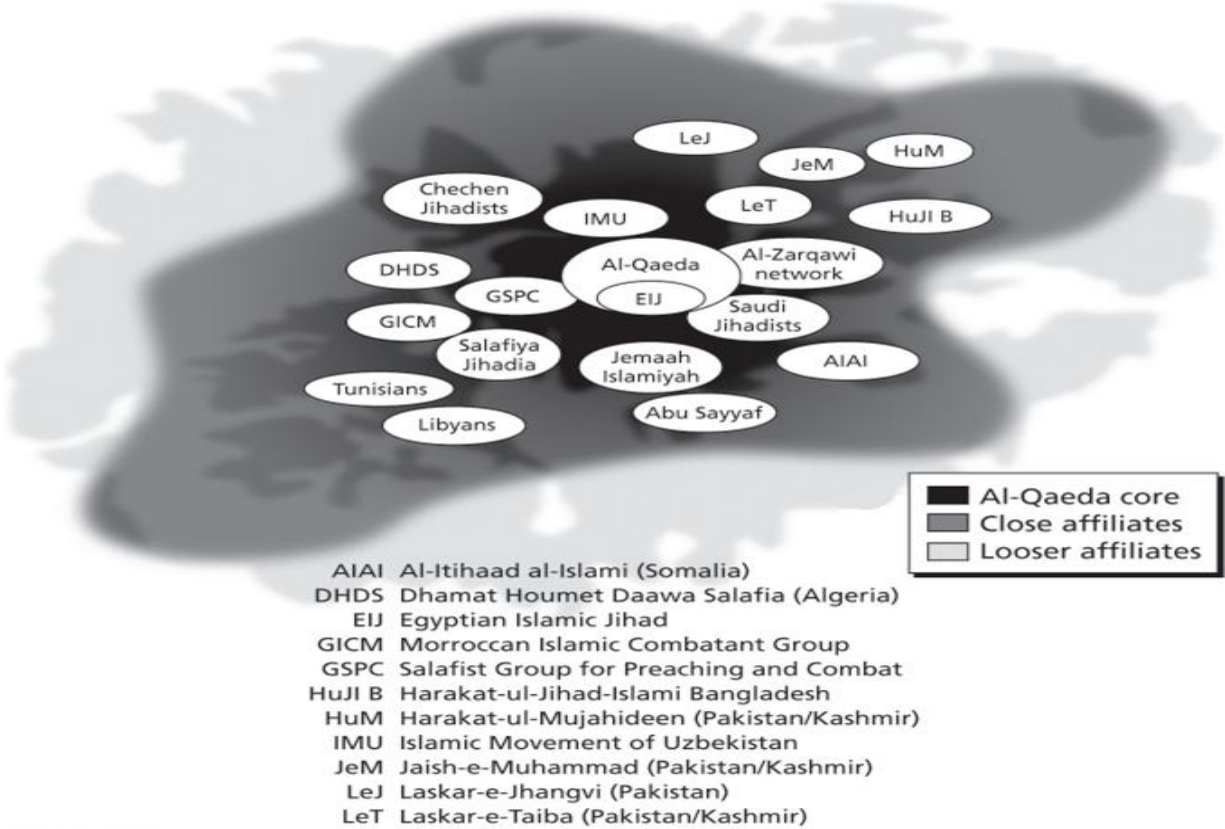 LeJ
JeM
HuM
Chechen
Jihadists
IMU
LeT
HuJI B
DHDS
Al-Qaeda
Al-Zarqawi
network
GSPC
EIJ
Saudi
Jihadists
GICM
Salafiya
Jihadia
Jemaah
Islamiyah
AIAI
Tunisians
Abu Sayyaf
Libyans
Al-Qaeda core
Close affiliates
Looser affiliates
AIAI Al-Itihaad al-Islami (Somalia)
DHDS Dhamat Houmet Daawa Salafia (Algeria)
EIJ Egyptian Islamic Jihad
GICM Morroccan Islamic Combatant Group
GSPC Salafist Group for Preaching and Combat
HuJI B Harakat-ul-Jihad-Islami Bangladesh
HuM Harakat-ul-Mujahideen (Pakistan/Kashmir)
IMU Islamic Movement of Uzbekistan
JeM Jaish-e-Muhammad (Pakistan/Kashmir)
LeJ Laskar-e-Jhangvi (Pakistan)
LeT Laskar-e-Taiba (Pakistan/Kashmir)